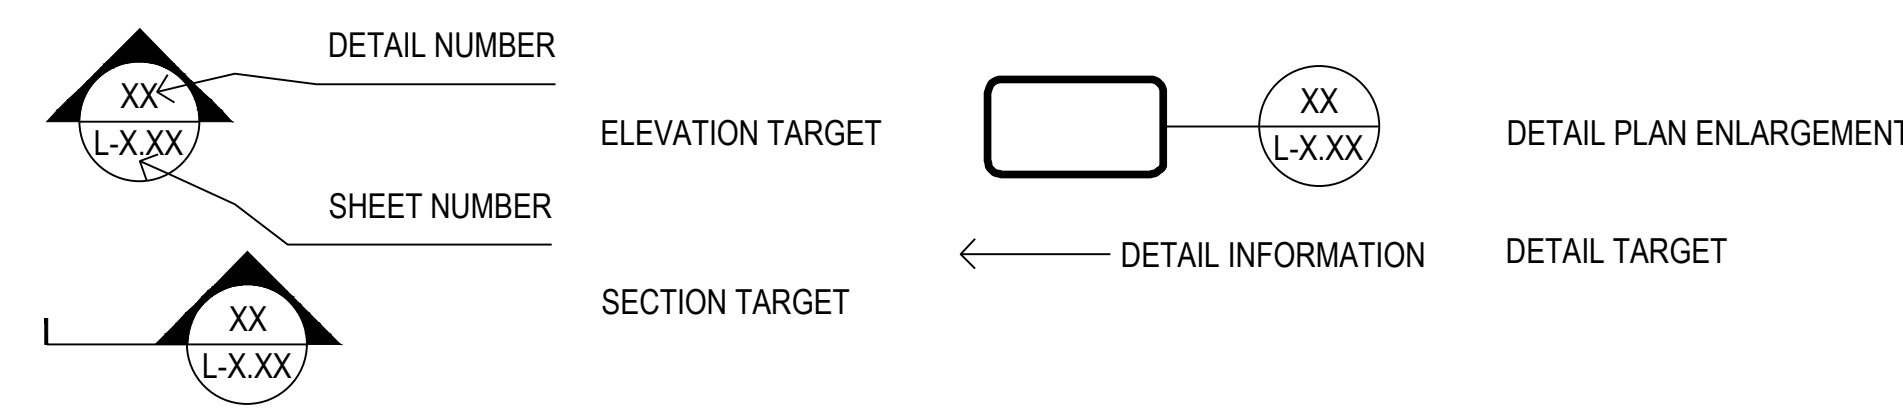 DETAIL NUMBER
XX
L-X.XX
ELEVATION TARGET
SHEET NUMBER
XX
L-X.XX
SECTION TARGET
XX
L-X.XX
DETAIL PLAN ENLARGEMENT
DETAIL INFORMATION
DETAIL TARGET